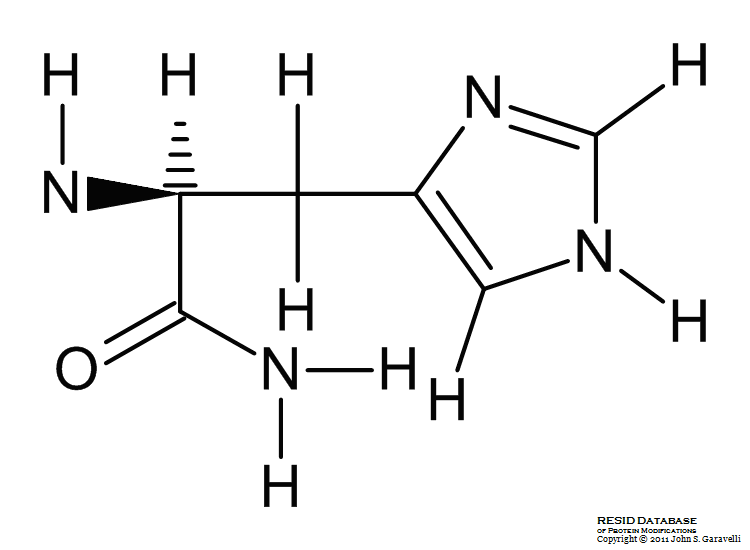 H H H H
N
N
N
H
H
O
N H
H
H
RESID DATABASE
OF PROTEIN MODIFICATIONS
Copyright © 2011 John S. Garavelli